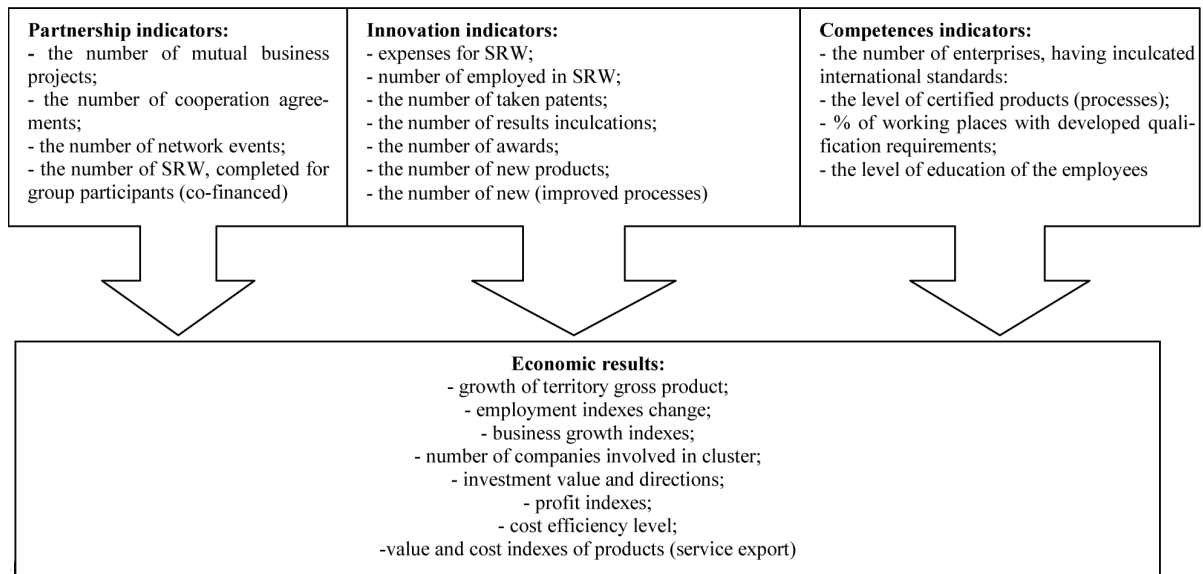 Partnership indicators:
- the number of mutual business
projects;
- the number of cooperation agree-
ments;
- the number of network events;
- the number of SRW, completed for
group participants (co-financed)
Innovation indicators:
- expenses for SRW;
- number of employed in SRW;
- the number of taken patents;
- the number of results inculcations;
- the number of awards;
- the number of new products;
- the number of new (improved processes)
Competences indicators:
- the number of enterprises, having inculcated
international standards:
- the level of certified products (processes);
- % of working places with developed quali-
fication requirements;
- the level of education of the employees
Economic results:
- growth of territory gross product;
- employment indexes change;
- business growth indexes;
- number of companies involved in cluster;
- investment value and directions;
- profit indexes;
- cost efficiency level;
-value and cost indexes of products (service export)